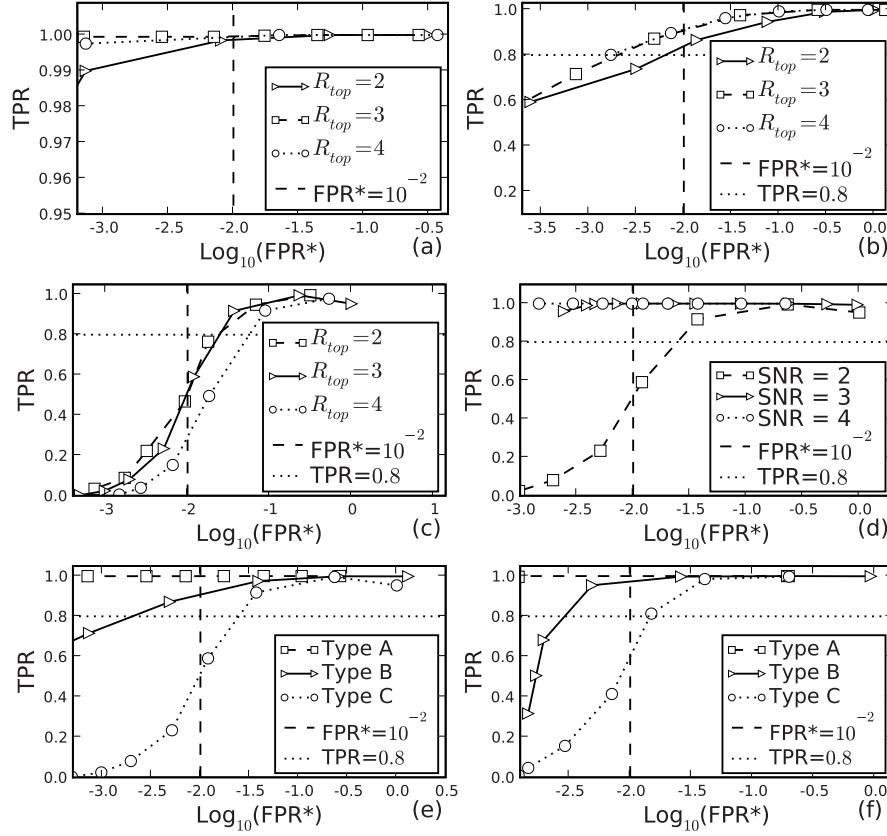 1.00
0.99
0.98
0.97
0.96
0.95
TPR
R_top=2
R_top=3
R_top=4
FPR*=10^-2
-3.0 -2.5 -2.0 -1.5 -1.0 -0.5
Log10(FPR*)
(a)
1.0
0.8
0.6
0.4
0.2
TPR
R_top=2
R_top=3
R_top=4
FPR*=10^-2
TPR=0.8
-3.5 -3.0 -2.5 -2.0 -1.5 -1.0 -0.5 0.0
Log10(FPR*)
(b)
1.0
0.8
0.6
0.4
0.2
0.0
TPR
R_top=2
R_top=3
R_top=4
FPR*=10^-2
TPR=0.8
-3 -2 -1 0 1
Log10(FPR*)
(c)
1.0
0.8
0.6
0.4
0.2
0.0
TPR
SNR = 2
SNR = 3
SNR = 4
FPR*=10^-2
TPR=0.8
-3.0 -2.5 -2.0 -1.5 -1.0 -0.5 0.0
Log10(FPR*)
(d)
1.0
0.8
0.6
0.4
0.2
0.0
TPR
Type A
Type B
Type C
FPR*=10^-2
TPR=0.8
-3.0 -2.5 -2.0 -1.5 -1.0 -0.5 0.0 0.5
Log10(FPR*)
(e)
1.0
0.8
0.6
0.4
0.2
0.0
TPR
Type A
Type B
Type C
FPR*=10^-2
TPR=0.8
-2.5 -2.0 -1.5 -1.0 -0.5 0.0
Log10(FPR*)
(f)